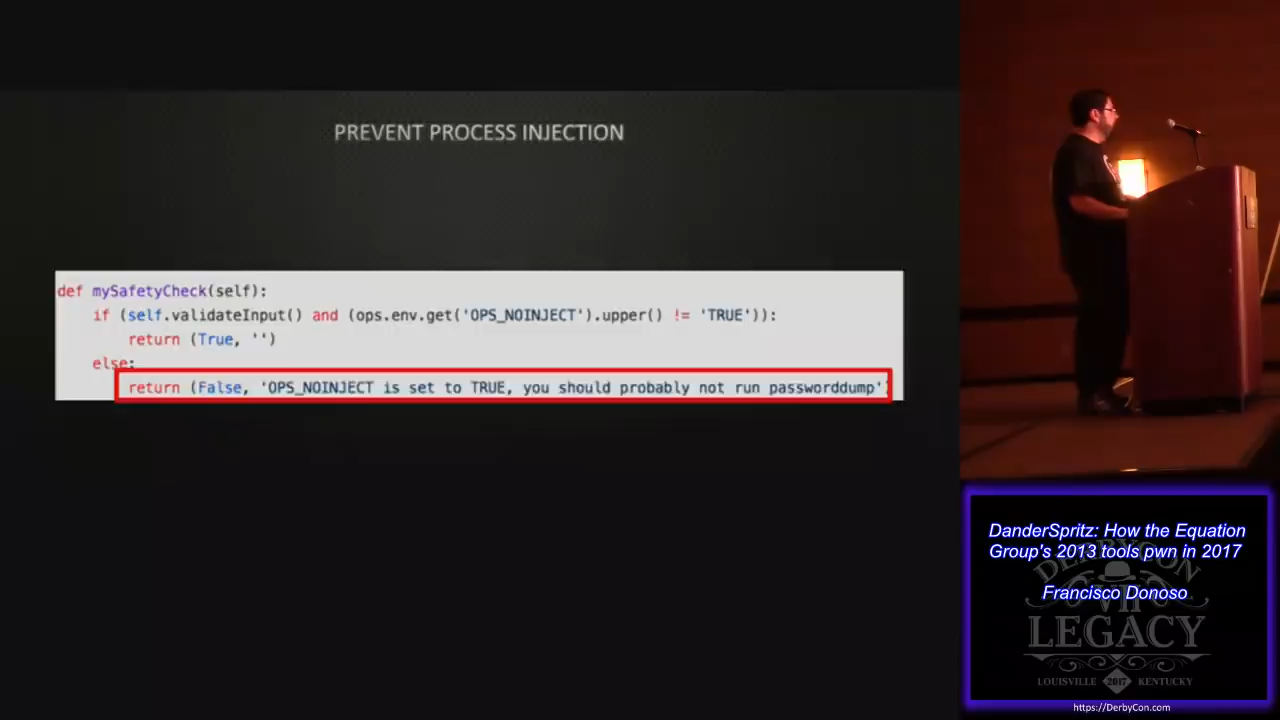 PREVENT PROCESS INJECTION
def mySafetyCheck(self):
if (self.validateInput() and (ops.env.get('OPS_NOINJECT').upper() != 'TRUE')):
return (True, '')
else:
return (False, 'OPS_NOINJECT is set to TRUE, you should probably not run passworddump')
DanderSpritz: How the Equation
Group's 2013 tools pwn in 2017
Francisco Donoso
DERBYCON
VII
LEGACY
LOUISVILLE 2017 KENTUCKY
https://DerbyCon.com